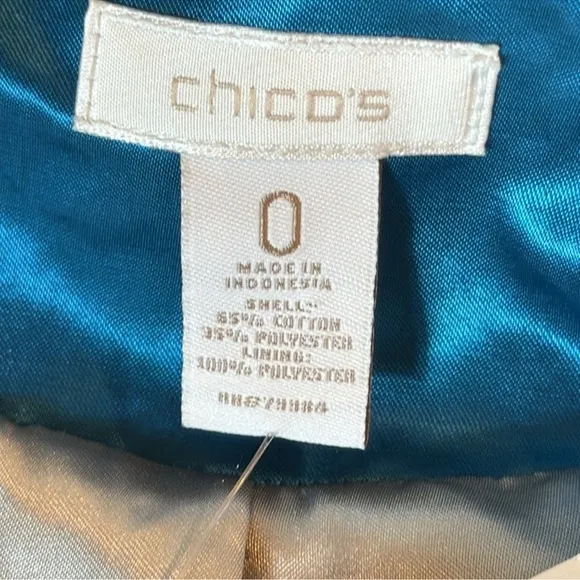 chico's
0
MADE IN
INDONESIA
SHELL:
65% COTTON
35% POLYESTER
LINING:
100% POLYESTER